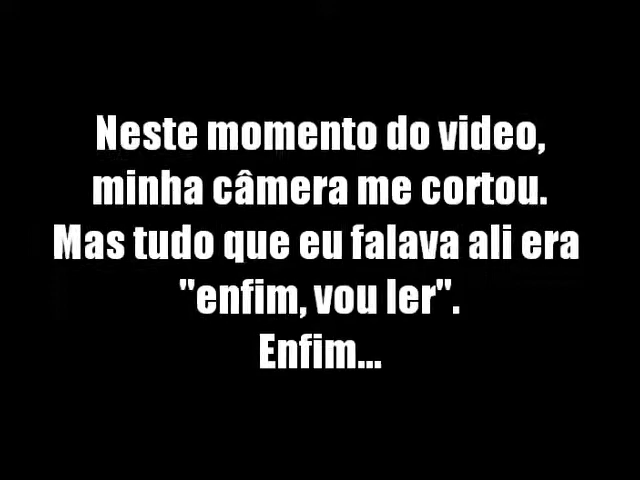 Neste momento do video,
minha câmera me cortou.
Mas tudo que eu falava ali era
"enfim, vou ler".
Enfim...